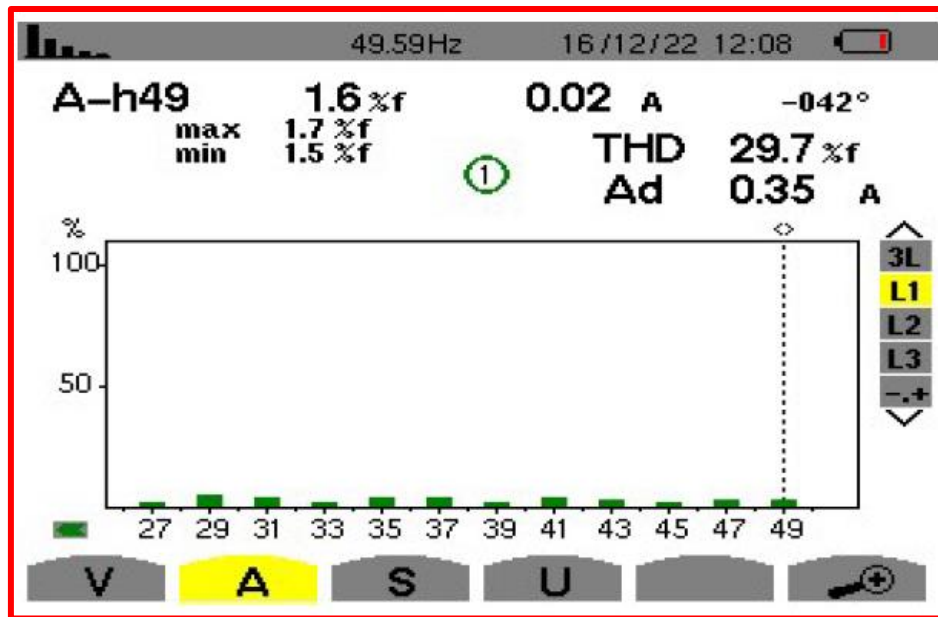 49.59Hz 16/12/22 12:08
A-h49 1.6 %f 0.02 A -042°
max 1.7 %f
min 1.5 %f
THD 29.7 %f
1
Ad 0.35 A
%
100
50
3L
L1
L2
L3
-.+
27 29 31 33 35 37 39 41 43 45 47 49
V A S U